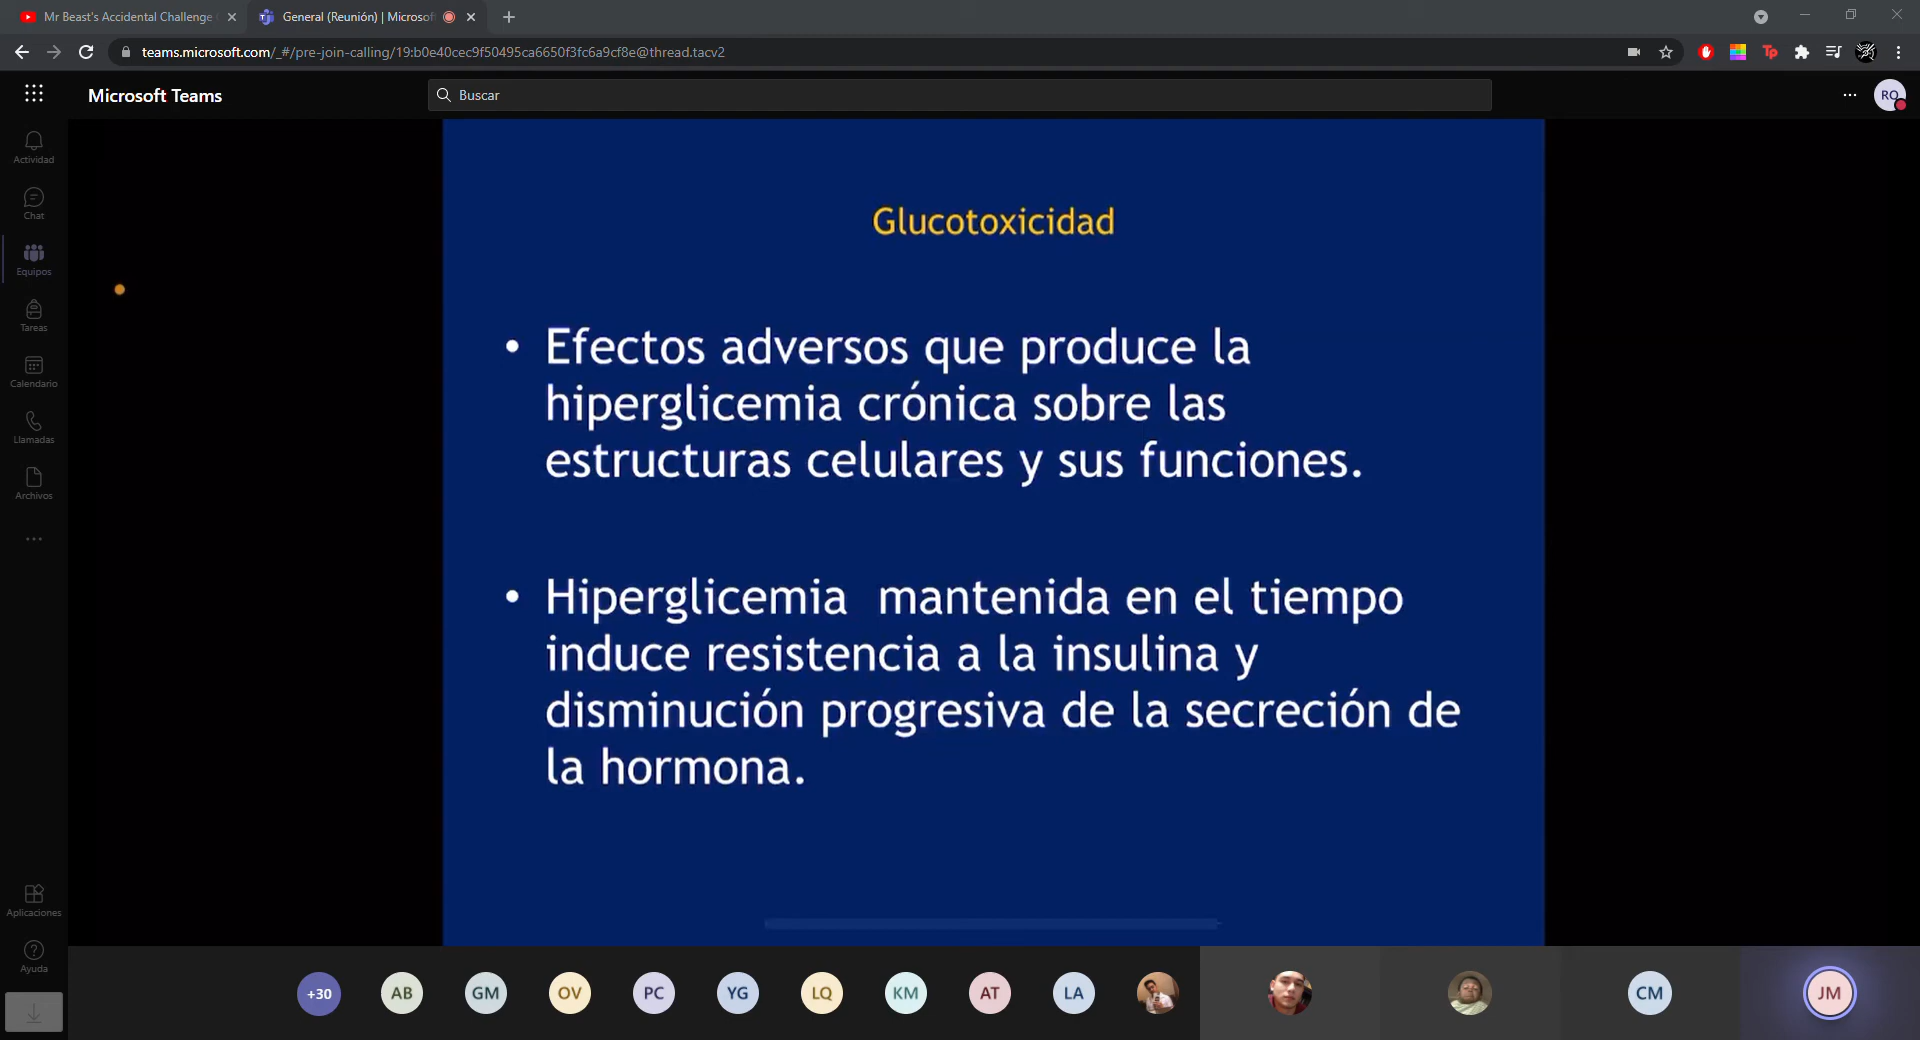 Mr Beast's Accidental Challenge
General (Reunión) | Microsof
teams.microsoft.com/_#/pre-join-calling/19:b0e40cec9f50495ca6650f3fc6a9cf8e@thread.tacv2
Tp
Microsoft Teams
Buscar
RO
Actividad
Chat
Equipos
Tareas
Calendario
Llamadas
Archivos
Aplicaciones
Ayuda
Glucotoxicidad
• Efectos adversos que produce la
hiperglicemia crónica sobre las
estructuras celulares y sus funciones.
• Hiperglicemia mantenida en el tiempo
induce resistencia a la insulina y
disminución progresiva de la secreción de
la hormona.
+30 AB GM OV PC YG LQ KM AT LA CM JM